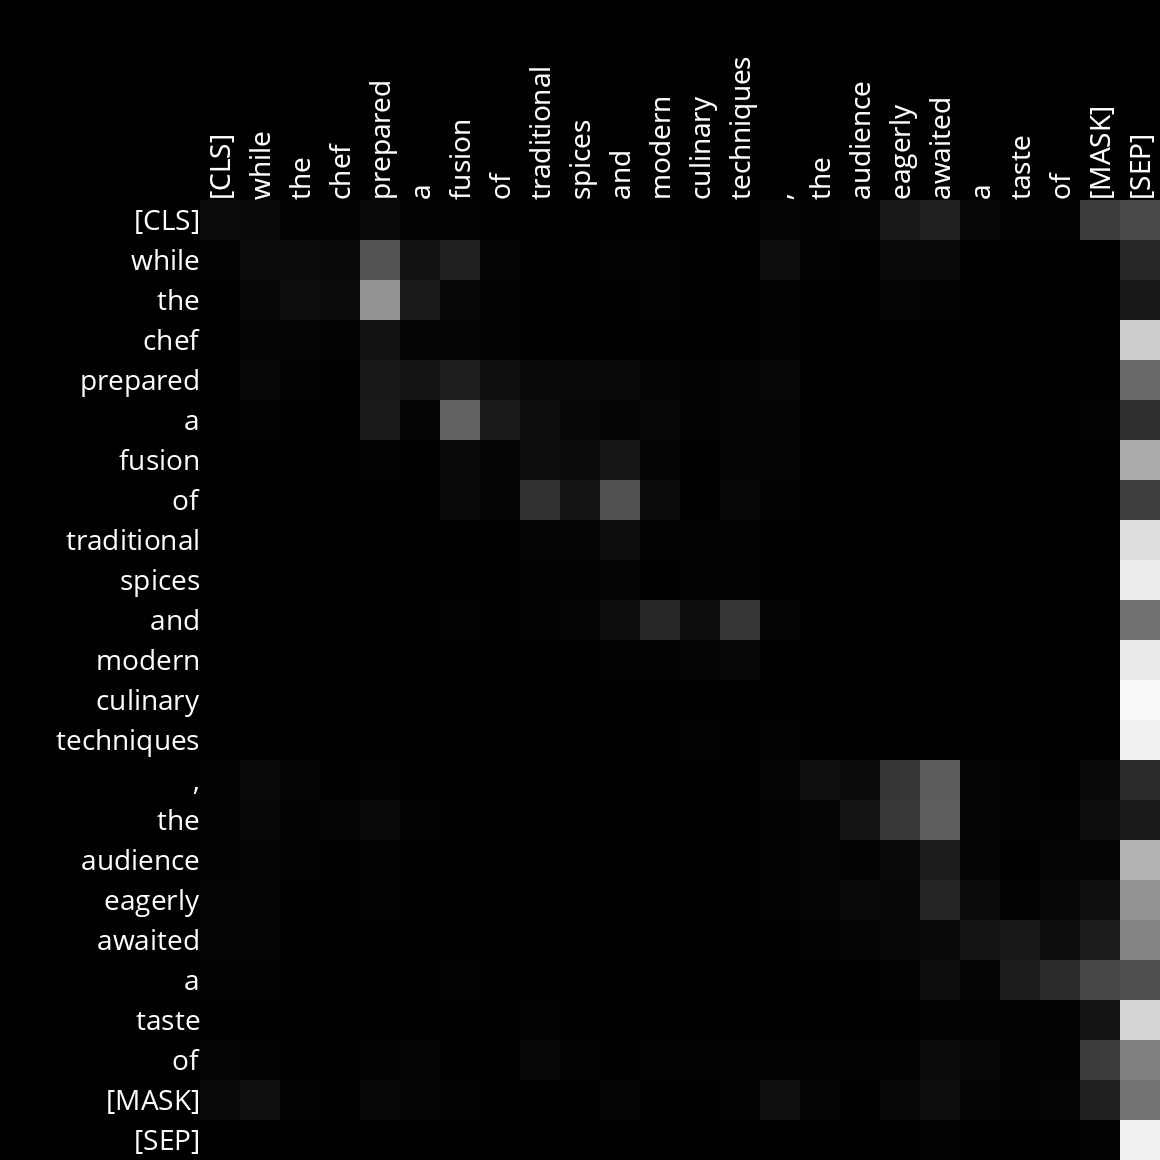 [CLS] while the chef prepared a fusion of traditional spices and modern culinary techniques , the audience eagerly awaited a taste of [MASK] [SEP]
[CLS]
while
the
chef
prepared
a
fusion
of
traditional
spices
and
modern
culinary
techniques
,
the
audience
eagerly
awaited
a
taste
of
[MASK]
[SEP]